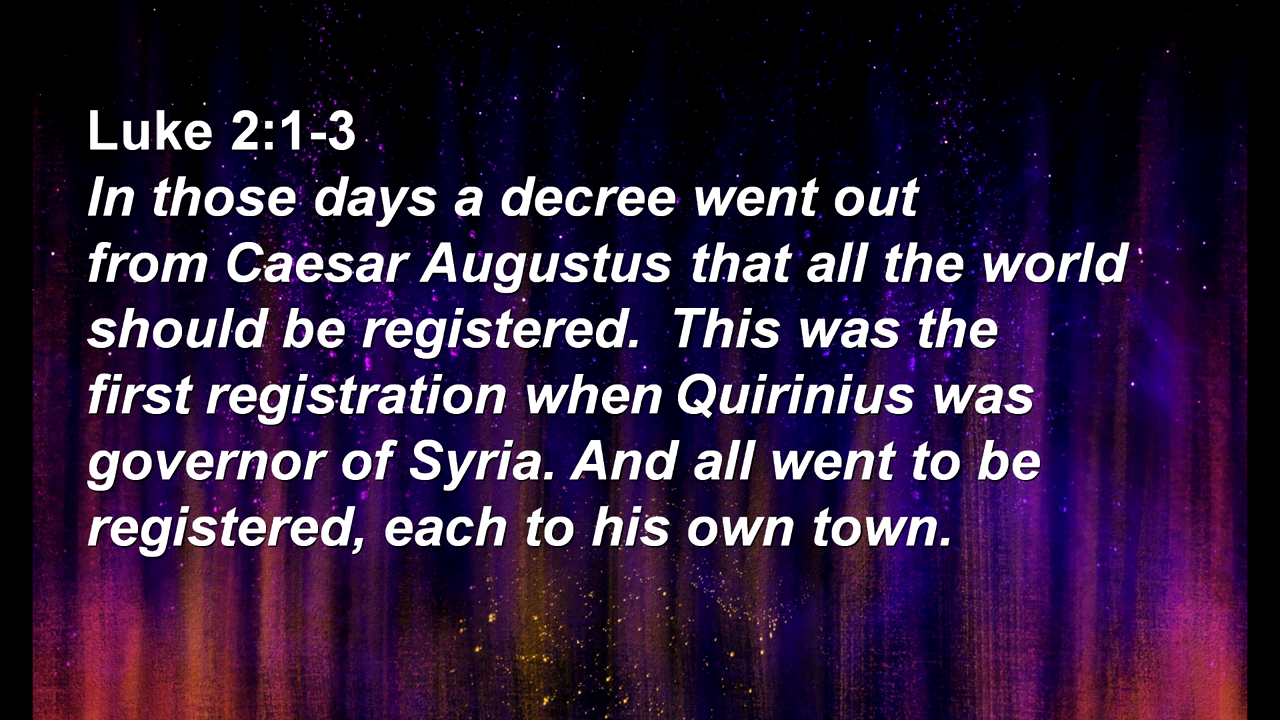 Luke 2:1-3
In those days a decree went out
from Caesar Augustus that all the world
should be registered.  This was the
first registration when Quirinius was
governor of Syria. And all went to be
registered, each to his own town.